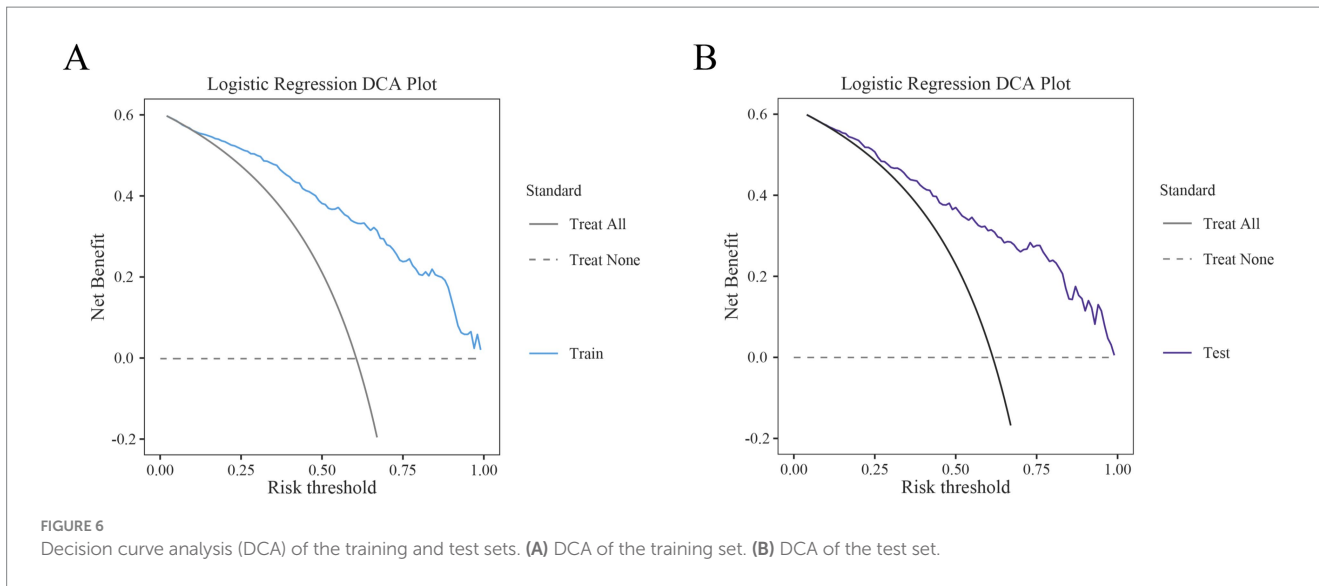 A
Logistic Regression DCA Plot
Net Benefit
0.6
0.4
0.2
0.0
-0.2
0.00 0.25 0.50 0.75 1.00
Risk threshold
Standard
Treat All
Treat None
Train
B
Logistic Regression DCA Plot
Net Benefit
0.6
0.4
0.2
0.0
-0.2
0.00 0.25 0.50 0.75 1.00
Risk threshold
Standard
Treat All
Treat None
Test
FIGURE 6
Decision curve analysis (DCA) of the training and test sets. (A) DCA of the training set. (B) DCA of the test set.